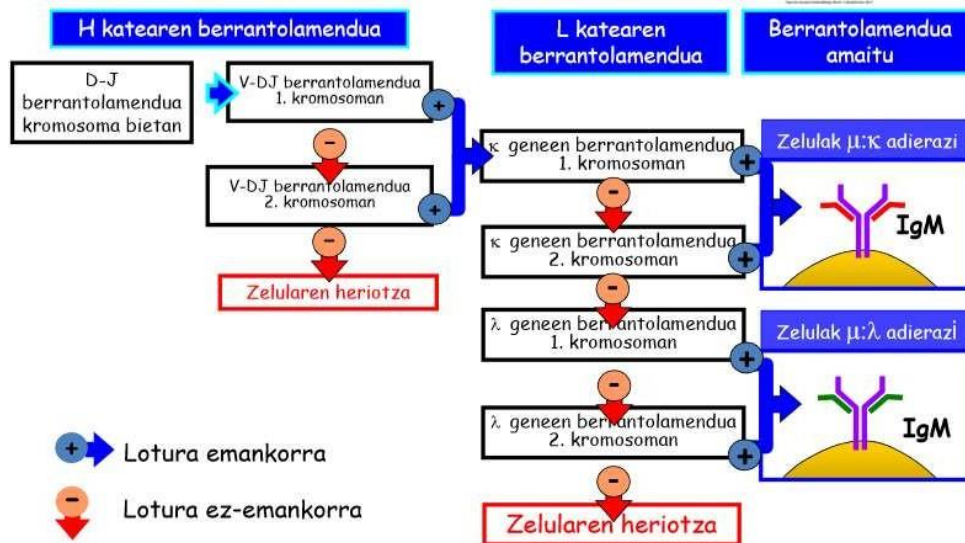 H katearen berrantolamendua
L katearen
berrantolamendua
Berrantolamendua
amaitu
D-J
berrantolamendua
kromosoma bietan
V-DJ berrantolamendua
1. kromosoman
+
-
V-DJ berrantolamendua
2. kromosoman
+
-
Zelularen heriotza
κ geneen berrantolamendua
1. kromosoman
+
-
κ geneen berrantolamendua
2. kromosoman
+
-
λ geneen berrantolamendua
1. kromosoman
+
-
λ geneen berrantolamendua
2. kromosoman
+
-
Zelularen heriotza
Zelulak μ:κ adierazi
IgM
Zelulak μ:λ adierazi
IgM
+ Lotura emankorra
- Lotura ez-emankorra